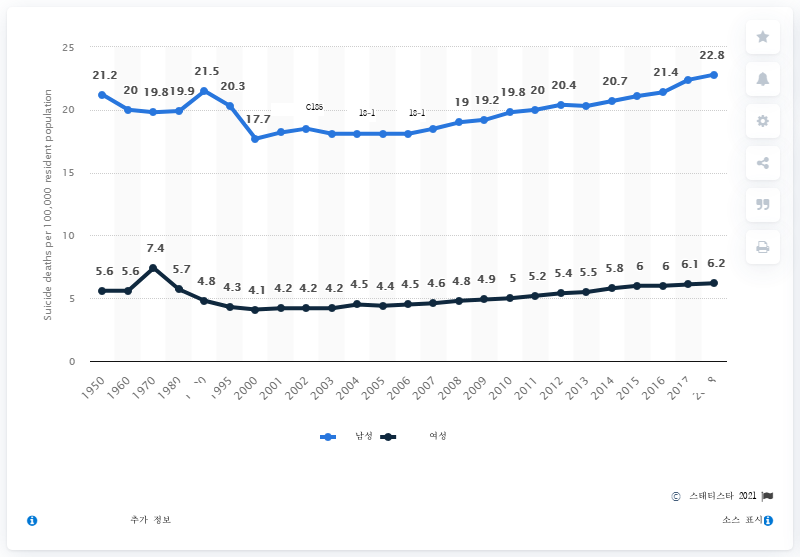 Suicide deaths per 100,000 resident population
25
20
15
10
5
0
21.2 20 19.8 19.9 21.5 20.3 17.7 19 19.2 19.8 20 20.4 20.7 21.4 22.8
5.6 5.6 7.4 5.7 4.8 4.3 4.1 4.2 4.2 4.2 4.5 4.4 4.5 4.6 4.8 4.9 5 5.2 5.4 5.5 5.8 6 6 6.1 6.2
1950 1960 1970 1980 1995 2000 2001 2002 2003 2004 2005 2006 2007 2008 2009 2010 2011 2012 2013 2014 2015 2016 2017
남성 여성
© 스태티스타 2021
추가 정보 소스 표시